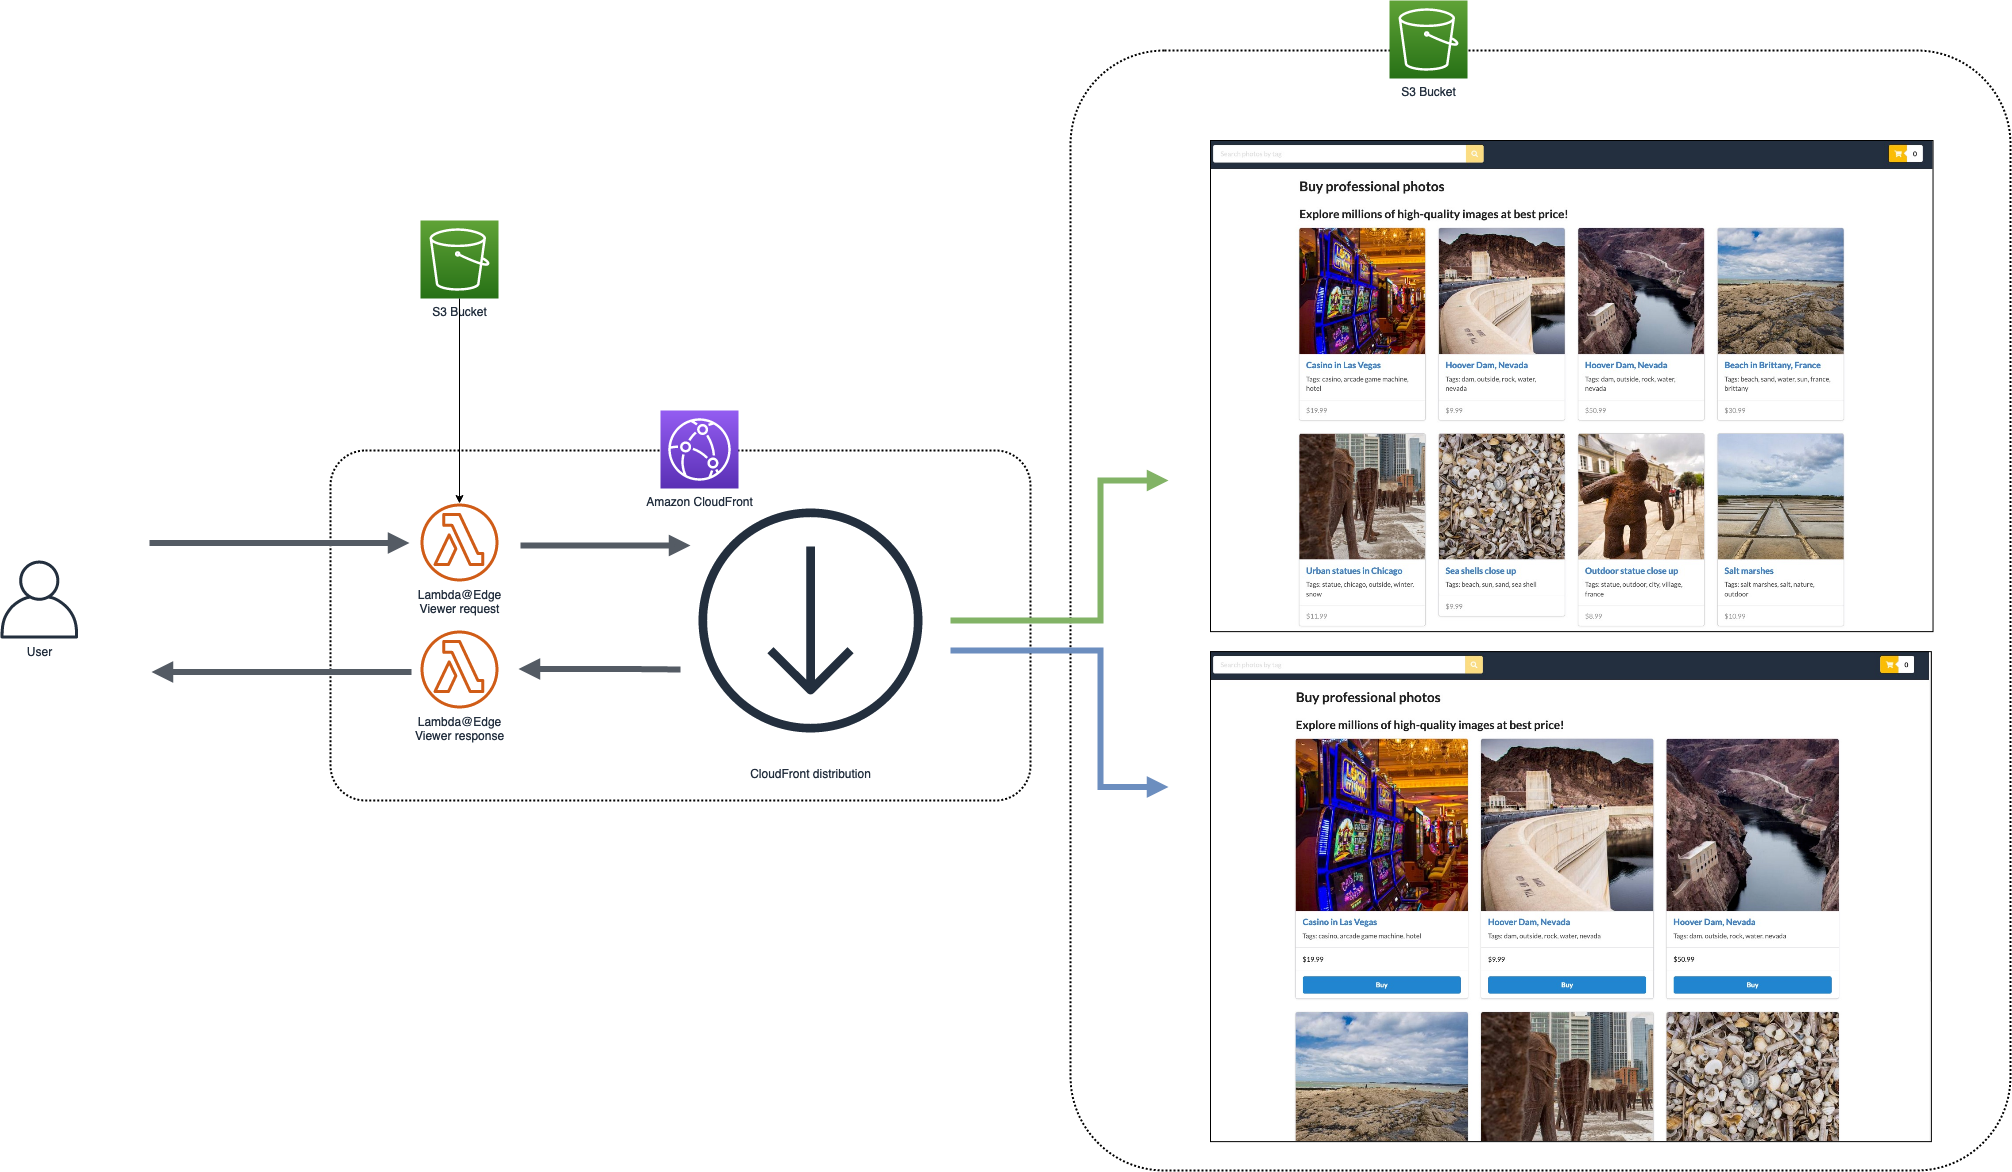 S3 Bucket
S3 Bucket
Amazon CloudFront
Lambda@Edge
Viewer request
User
Lambda@Edge
Viewer response
CloudFront distribution
Search photos by tag
0
Buy professional photos
Explore millions of high-quality images at best price!
Casino in Las Vegas
Tags: casino, arcade game machine,
hotel
$19.99
Hoover Dam, Nevada
Tags: dam, outside, rock, water,
nevada
$9.99
Hoover Dam, Nevada
Tags: dam, outside, rock, water,
nevada
$50.99
Beach in Brittany, France
Tags: beach, sand, water, sun, france,
brittany
$30.99
Urban statues in Chicago
Tags: statue, chicago, outside, winter,
snow
$11.99
Sea shells close up
Tags: beach, sun, sand, sea shell
$9.99
Outdoor statue close up
Tags: statue, outdoor, city, village,
france
$8.99
Salt marshes
Tags: salt marshes, salt, nature,
outdoor
$10.99
Search photos by tag
0
Buy professional photos
Explore millions of high-quality images at best price!
Casino in Las Vegas
Tags: casino, arcade game machine, hotel
$19.99
Buy
Hoover Dam, Nevada
Tags: dam, outside, rock, water, nevada
$9.99
Buy
Hoover Dam, Nevada
Tags: dam, outside, rock, water, nevada
$50.99
Buy